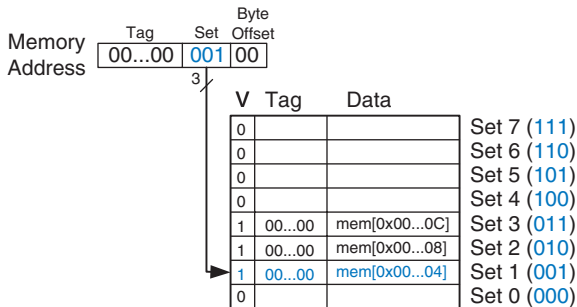 Byte
Tag Set Offset
Memory
Address
00...00 001 00
3
V Tag Data
0 Set 7 (111)
0 Set 6 (110)
0 Set 5 (101)
0 Set 4 (100)
1 00...00 mem[0x00...0C] Set 3 (011)
1 00...00 mem[0x00...08] Set 2 (010)
1 00...00 mem[0x00...04] Set 1 (001)
0 Set 0 (000)